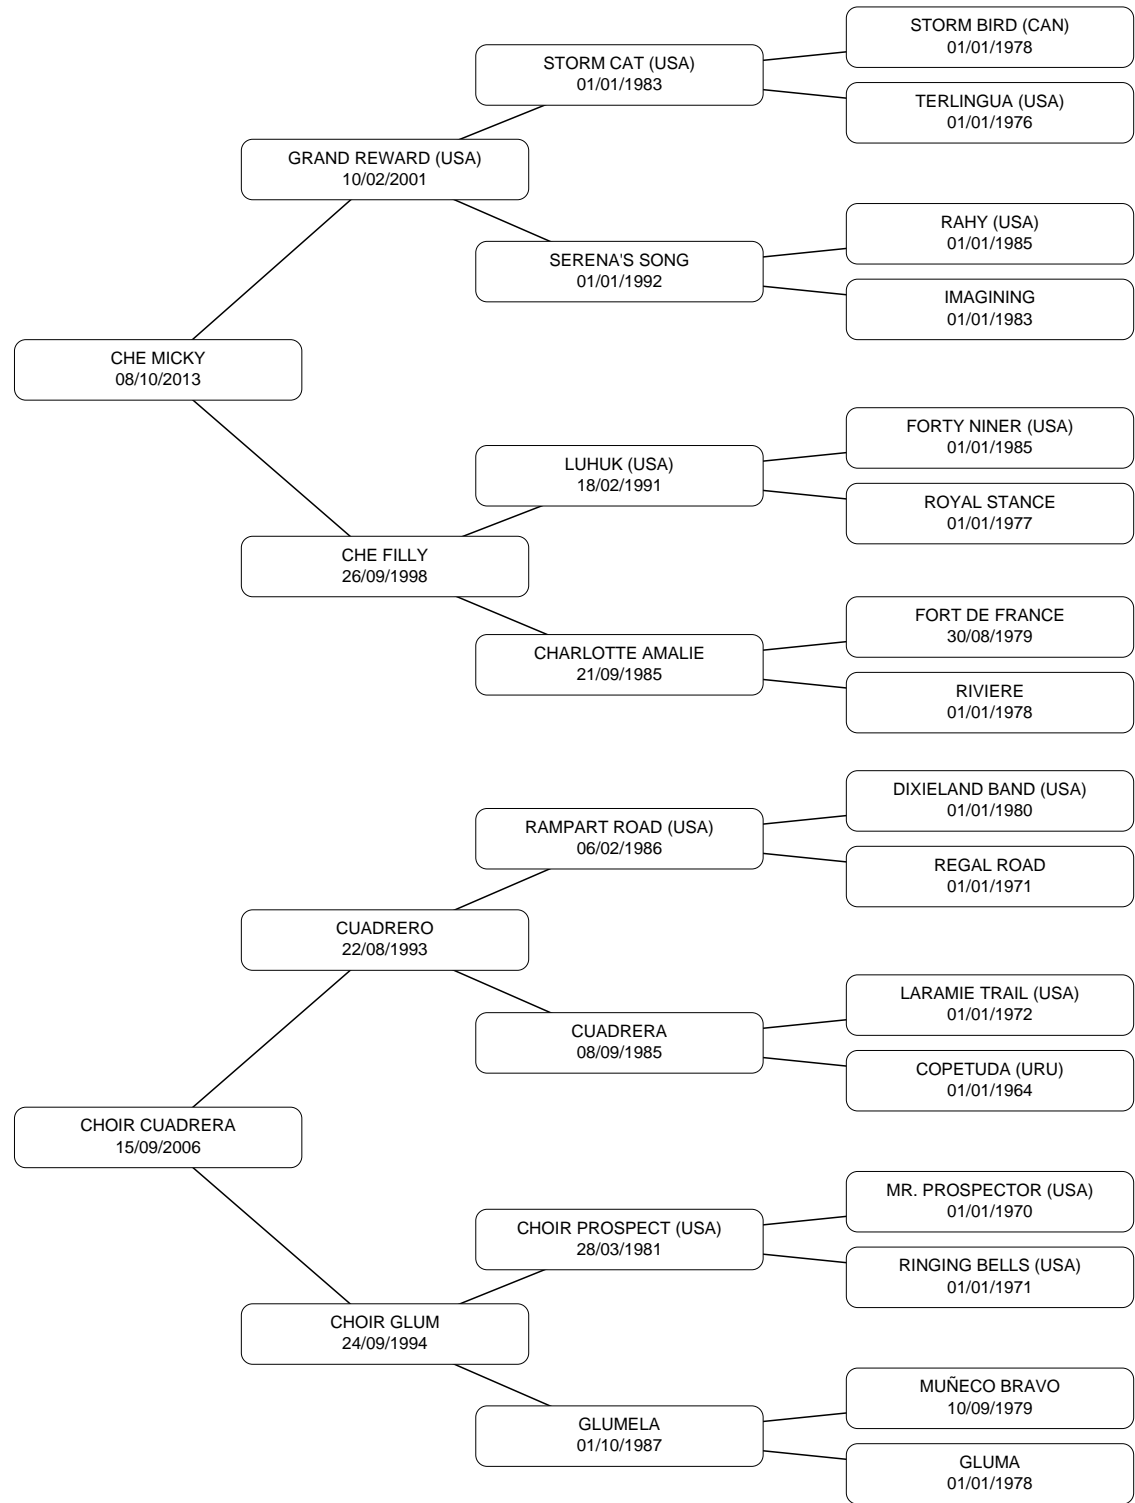 STORM BIRD (CAN)
01/01/1978
STORM CAT (USA)
01/01/1983
TERLINGUA (USA)
01/01/1976
GRAND REWARD (USA)
10/02/2001
RAHY (USA)
01/01/1985
SERENA'S SONG
01/01/1992
IMAGINING
01/01/1983
CHE MICKY
08/10/2013
FORTY NINER (USA)
01/01/1985
LUHUK (USA)
18/02/1991
ROYAL STANCE
01/01/1977
CHE FILLY
26/09/1998
FORT DE FRANCE
30/08/1979
CHARLOTTE AMALIE
21/09/1985
RIVIERE
01/01/1978
DIXIELAND BAND (USA)
01/01/1980
RAMPART ROAD (USA)
06/02/1986
REGAL ROAD
01/01/1971
CUADRERO
22/08/1993
LARAMIE TRAIL (USA)
01/01/1972
CUADRERA
08/09/1985
COPETUDA (URU)
01/01/1964
CHOIR CUADRERA
15/09/2006
MR. PROSPECTOR (USA)
01/01/1970
CHOIR PROSPECT (USA)
28/03/1981
RINGING BELLS (USA)
01/01/1971
CHOIR GLUM
24/09/1994
MUÑECO BRAVO
10/09/1979
GLUMELA
01/10/1987
GLUMA
01/01/1978